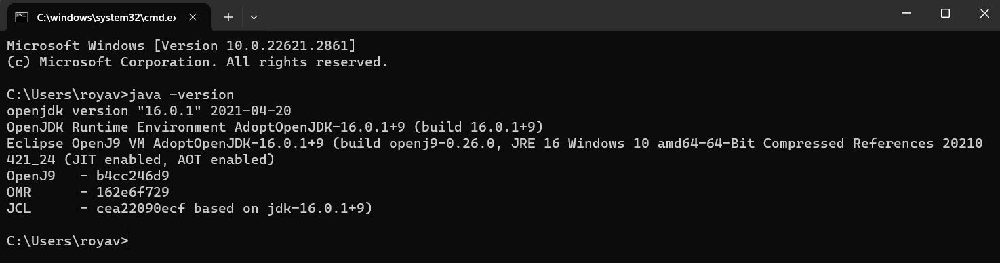 C:\windows\system32\cmd.ex
Microsoft Windows [Version 10.0.22621.2861]
(c) Microsoft Corporation. All rights reserved.
C:\Users\royav>java -version
openjdk version "16.0.1" 2021-04-20
OpenJDK Runtime Environment AdoptOpenJDK-16.0.1+9 (build 16.0.1+9)
Eclipse OpenJ9 VM AdoptOpenJDK-16.0.1+9 (build openj9-0.26.0, JRE 16 Windows 10 amd64-64-Bit Compressed References 20210
421_24 (JIT enabled, AOT enabled)
OpenJ9   - b4cc246d9
OMR      - 162e6f729
JCL      - cea22090ecf based on jdk-16.0.1+9)
C:\Users\royav>